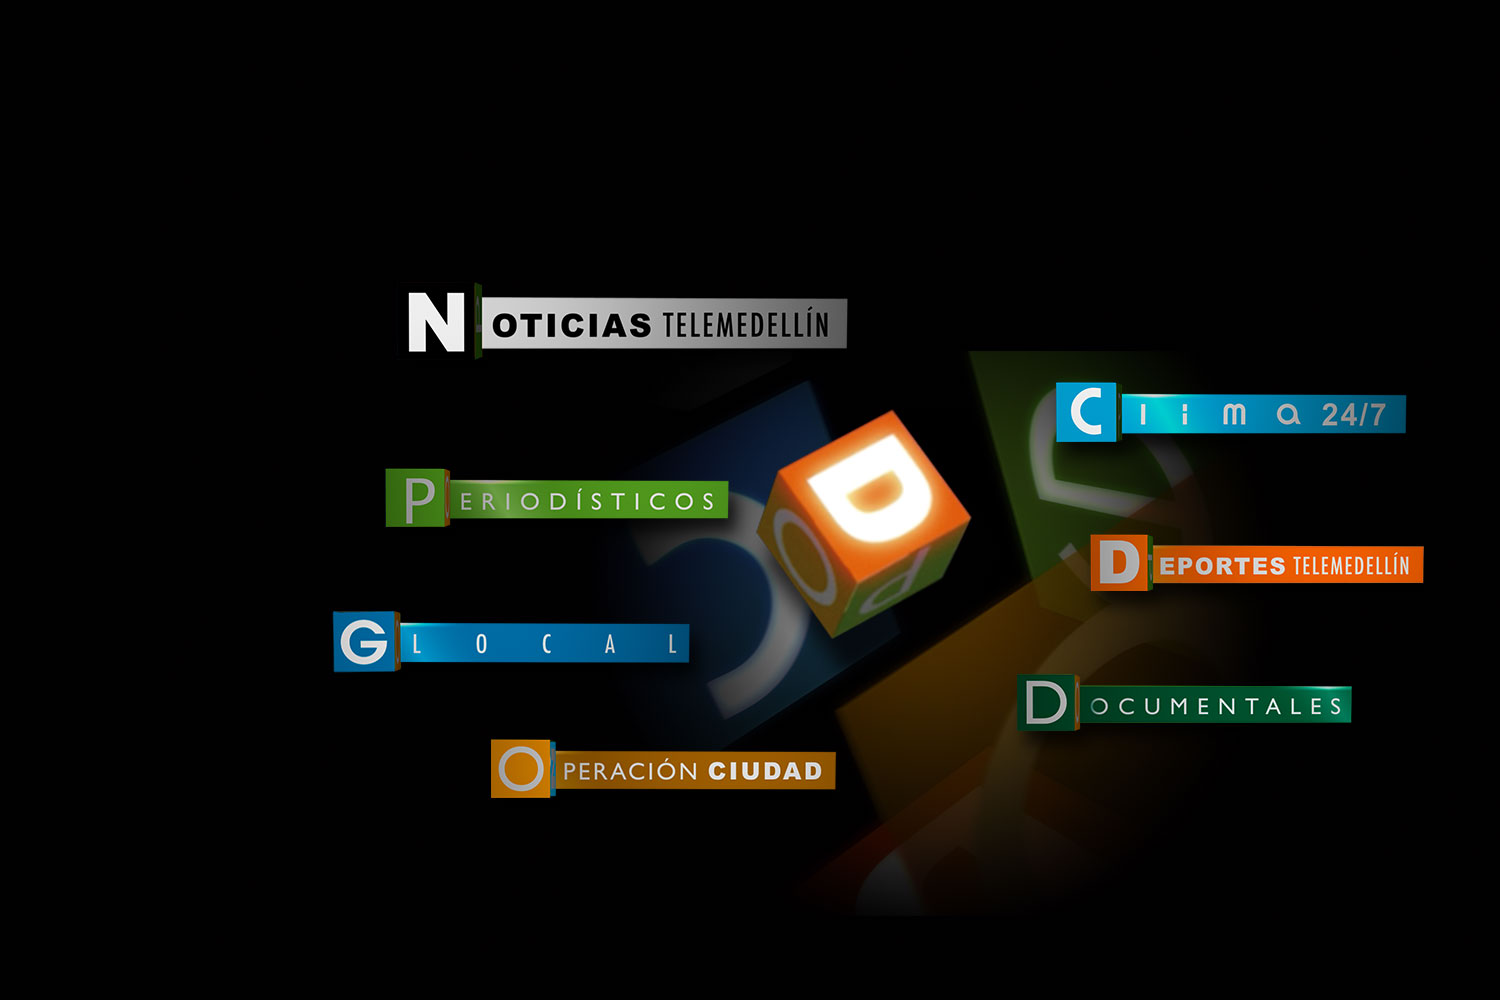 NOTICIAS TELEMEDELLÍN
PERIODÍSTICOS
GLOCAL
OPERACIÓN CIUDAD
D
O
d
Clima 24/7
DEPORTES TELEMEDELLÍN
DOCUMENTALES